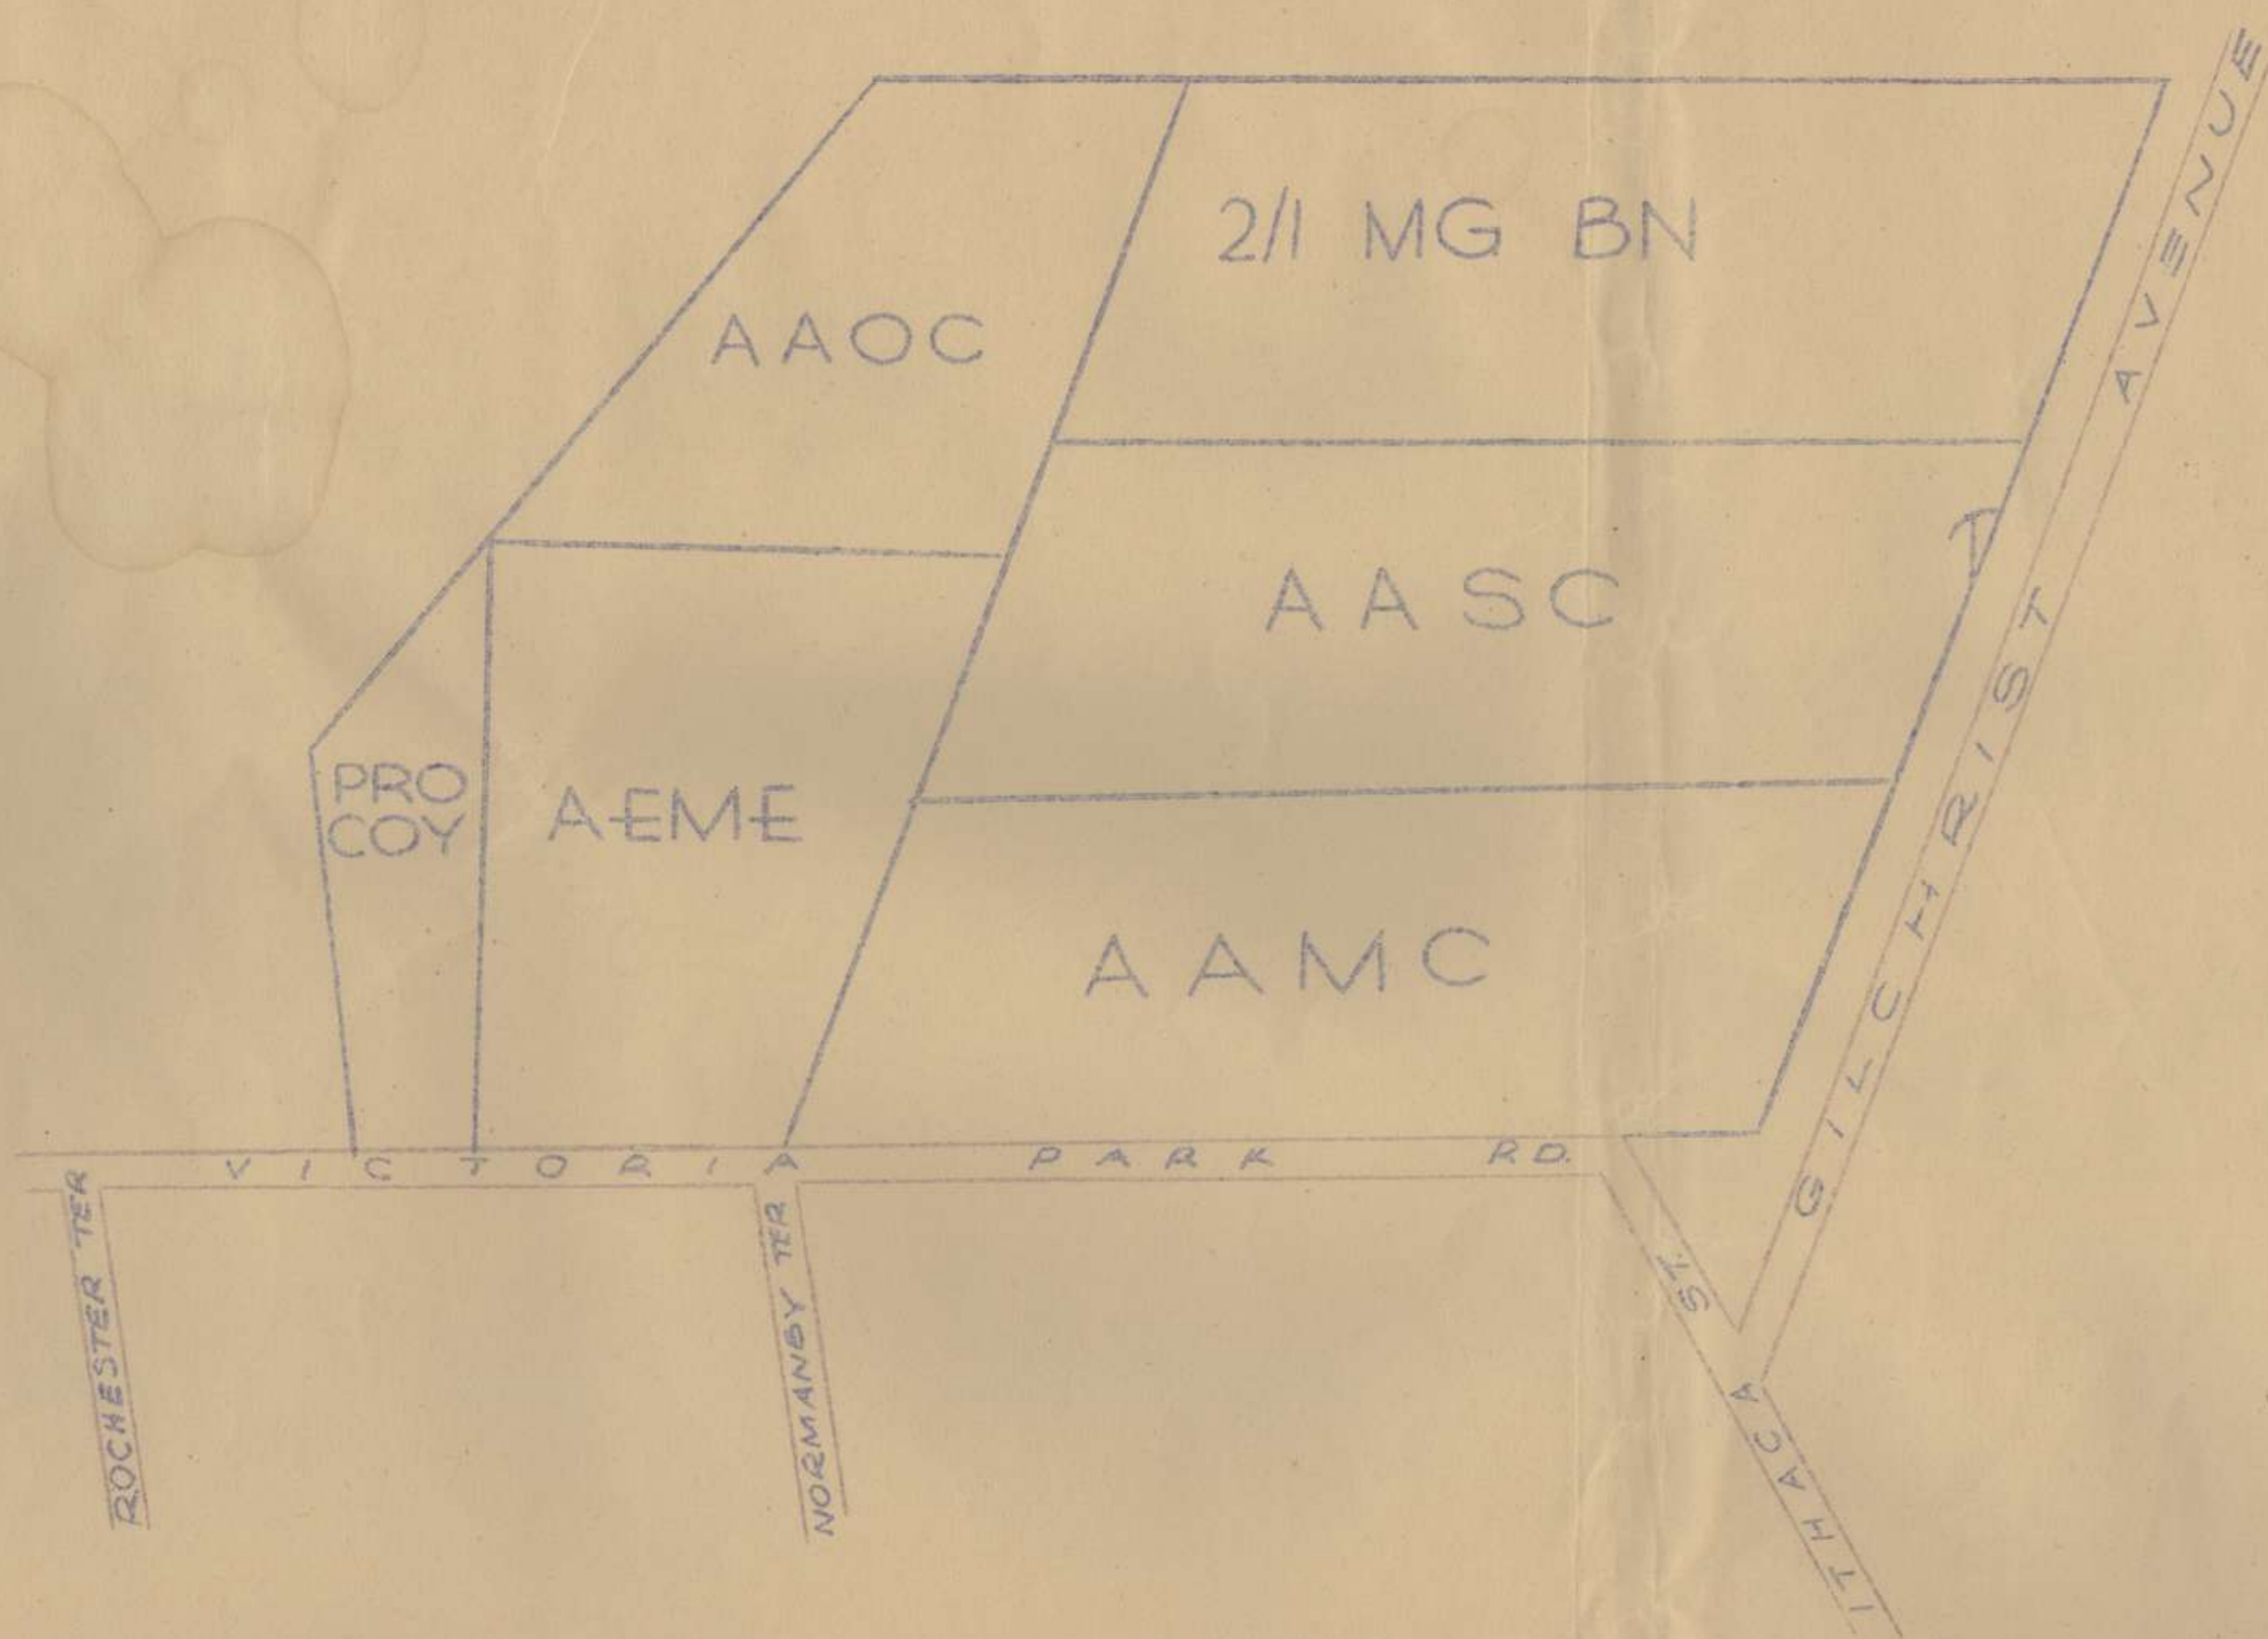 2/1 MG BN
AAOC
AASC
PRO
COY
AEME
AAMC
GILCHRIST AVENUE
VICTORIA PARK RD.
ROCHESTER TER
NORMANBY TER
ITHACA ST.